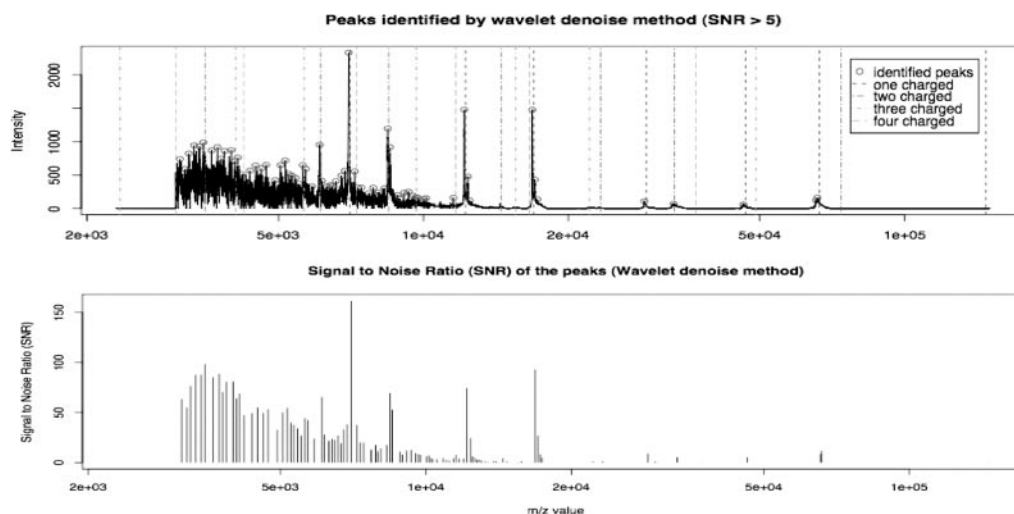 Peaks identified by wavelet denoise method (SNR > 5)
Intensity
2000
1000
500
0
identified peaks
one charged
two charged
three charged
four charged
2e+03 5e+03 1e+04 2e+04 5e+04 1e+05
Signal to Noise Ratio (SNR) of the peaks (Wavelet denoise method)
Signal to Noise Ratio (SNR)
150
100
50
0
2e+03 5e+03 1e+04 2e+04 5e+04 1e+05
m/z value